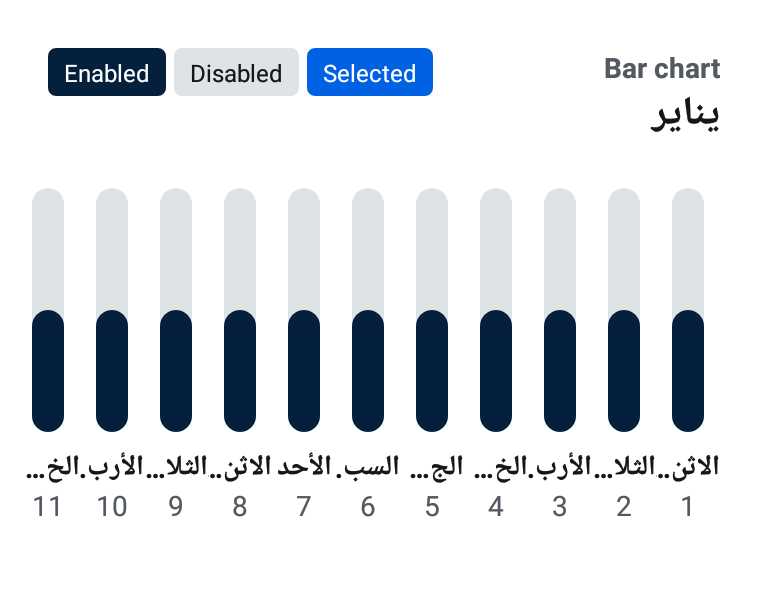 Bar chart
يناير
Enabled Disabled Selected
الاثن.. الثلا... الأرب. الخ... الج... السب. الأحد الاثن.. الثلا... الأرب. الخ...
1 2 3 4 5 6 7 8 9 10 11